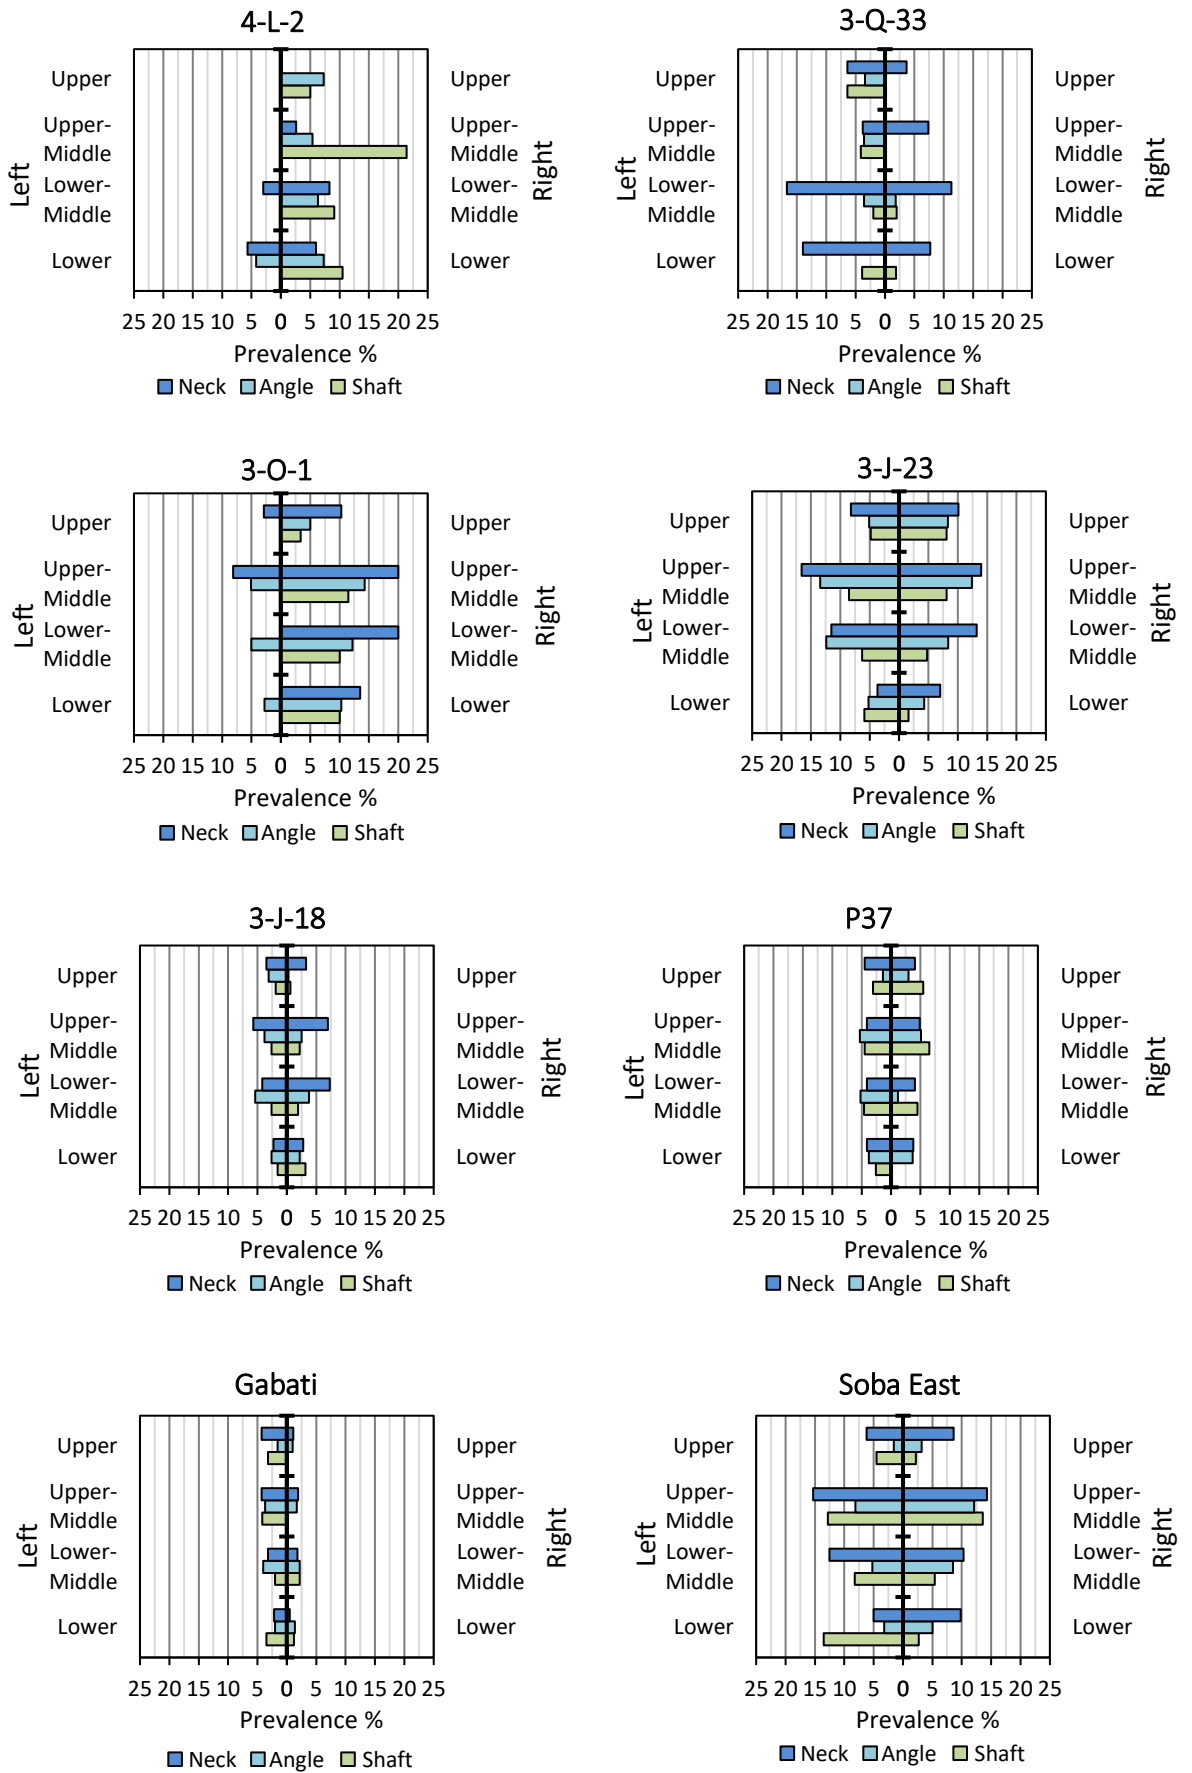 4-L-2
Upper
Upper-
Middle
Lower-
Middle
Lower
Left
Upper
Upper-
Middle
Lower-
Middle
Lower
Right
25 20 15 10 5 0 5 10 15 20 25
Prevalence %
Neck Angle Shaft
3-Q-33
Upper
Upper-
Middle
Lower-
Middle
Lower
Left
Upper
Upper-
Middle
Lower-
Middle
Lower
Right
25 20 15 10 5 0 5 10 15 20 25
Prevalence %
Neck Angle Shaft
3-O-1
Upper
Upper-
Middle
Lower-
Middle
Lower
Left
Upper
Upper-
Middle
Lower-
Middle
Lower
Right
25 20 15 10 5 0 5 10 15 20 25
Prevalence %
Neck Angle Shaft
3-J-23
Upper
Upper-
Middle
Lower-
Middle
Lower
Left
Upper
Upper-
Middle
Lower-
Middle
Lower
Right
25 20 15 10 5 0 5 10 15 20 25
Prevalence %
Neck Angle Shaft
3-J-18
Upper
Upper-
Middle
Lower-
Middle
Lower
Left
Upper
Upper-
Middle
Lower-
Middle
Lower
Right
25 20 15 10 5 0 5 10 15 20 25
Prevalence %
Neck Angle Shaft
P37
Upper
Upper-
Middle
Lower-
Middle
Lower
Left
Upper
Upper-
Middle
Lower-
Middle
Lower
Right
25 20 15 10 5 0 5 10 15 20 25
Prevalence %
Neck Angle Shaft
Gabati
Upper
Upper-
Middle
Lower-
Middle
Lower
Left
Upper
Upper-
Middle
Lower-
Middle
Lower
Right
25 20 15 10 5 0 5 10 15 20 25
Prevalence %
Neck Angle Shaft
Soba East
Upper
Upper-
Middle
Lower-
Middle
Lower
Left
Upper
Upper-
Middle
Lower-
Middle
Lower
Right
25 20 15 10 5 0 5 10 15 20 25
Prevalence %
Neck Angle Shaft